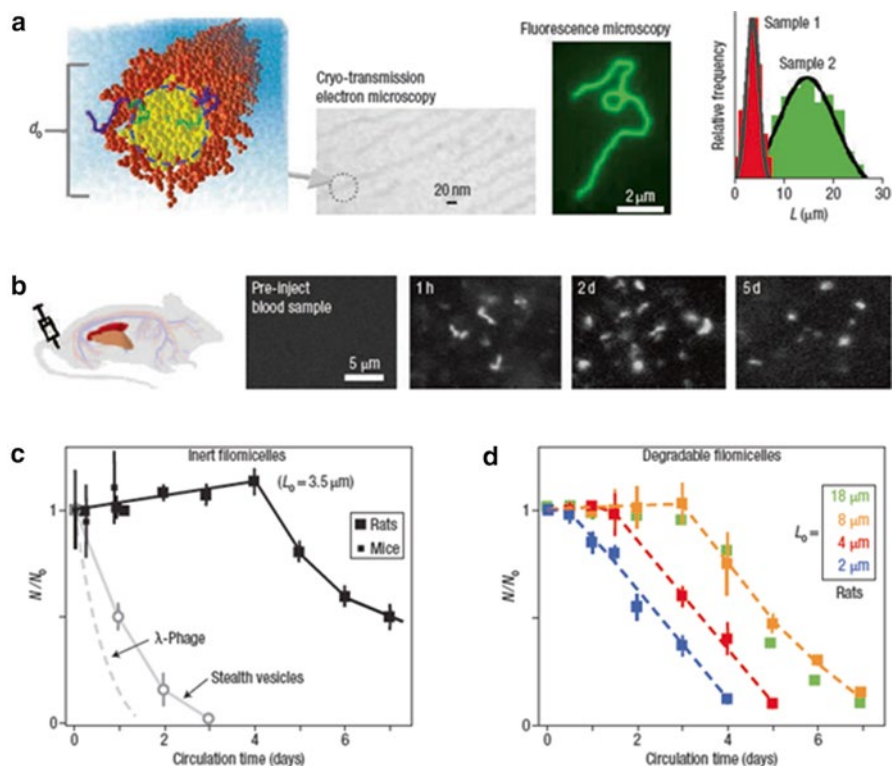 a
d₀
Cryo-transmission
electron microscopy
20 nm
Fluorescence microscopy
2 μm
Relative frequency
Sample 1
Sample 2
0 10 20 30
L (μm)
b
Pre-inject
blood sample
5 μm
1 h
2 d
5 d
c
Inert filomicelles
(L₀ = 3.5 μm)
Rats
Mice
N/N₀
1
0
λ-Phage
Stealth vesicles
0 2 4 6
Circulation time (days)
d
Degradable filomicelles
18 μm
8 μm
L₀ =
4 μm
2 μm
Rats
N/N₀
1
0
0 2 4 6
Circulation time (days)